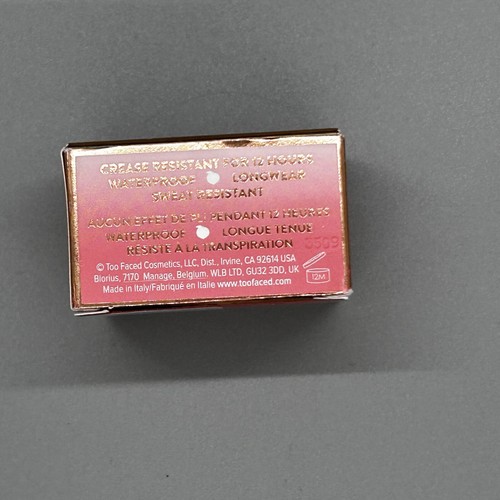 CREASE RESISTANT FOR 12 HOURS
WATERPROOF LONGWEAR
SWEAT RESISTANT
AUCUN EFFET DE PLI PENDANT 12 HEURES
WATERPROOF LONGUE TENUE
RÉSISTE À LA TRANSPIRATION
© Too Faced Cosmetics, LLC, Dist., Irvine, CA 92614 USA
Blorius, 7170 Manage, Belgium. WLB LTD, GU32 3DD, UK
Made in Italy/Fabriqué en Italie www.toofaced.com
12M